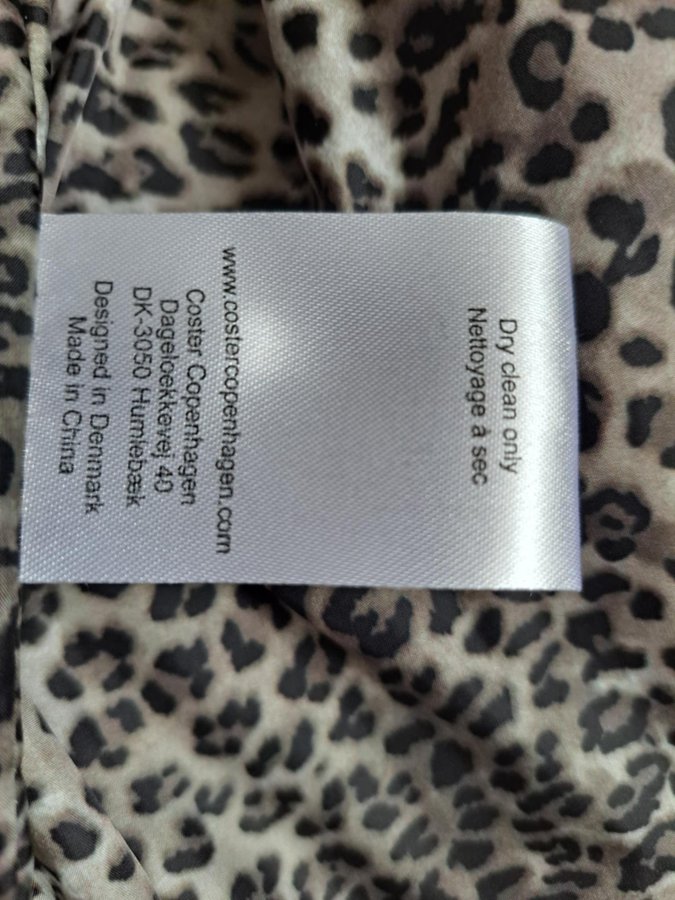 Dry clean only
Nettoyage à sec
www.costercopenhagen.com
Coster Copenhagen
Dageloekkevej 40
DK-3050 Humlebæk
Designed in Denmark
Made in China